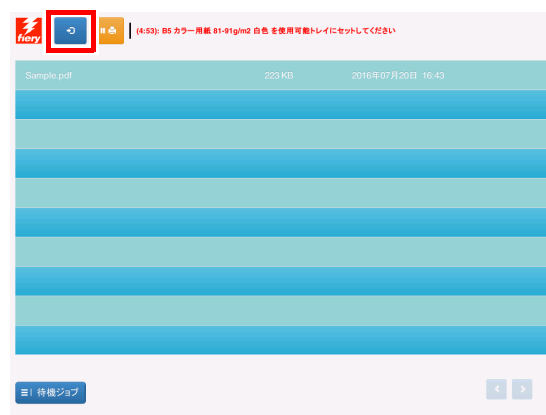 fiery
(4:53): B5 カラー用紙 81-91g/m2 白色 を使用可能トレイにセットしてください
Sample.pdf 223 KB 2016年07月20日 16:43
待機ジョブ